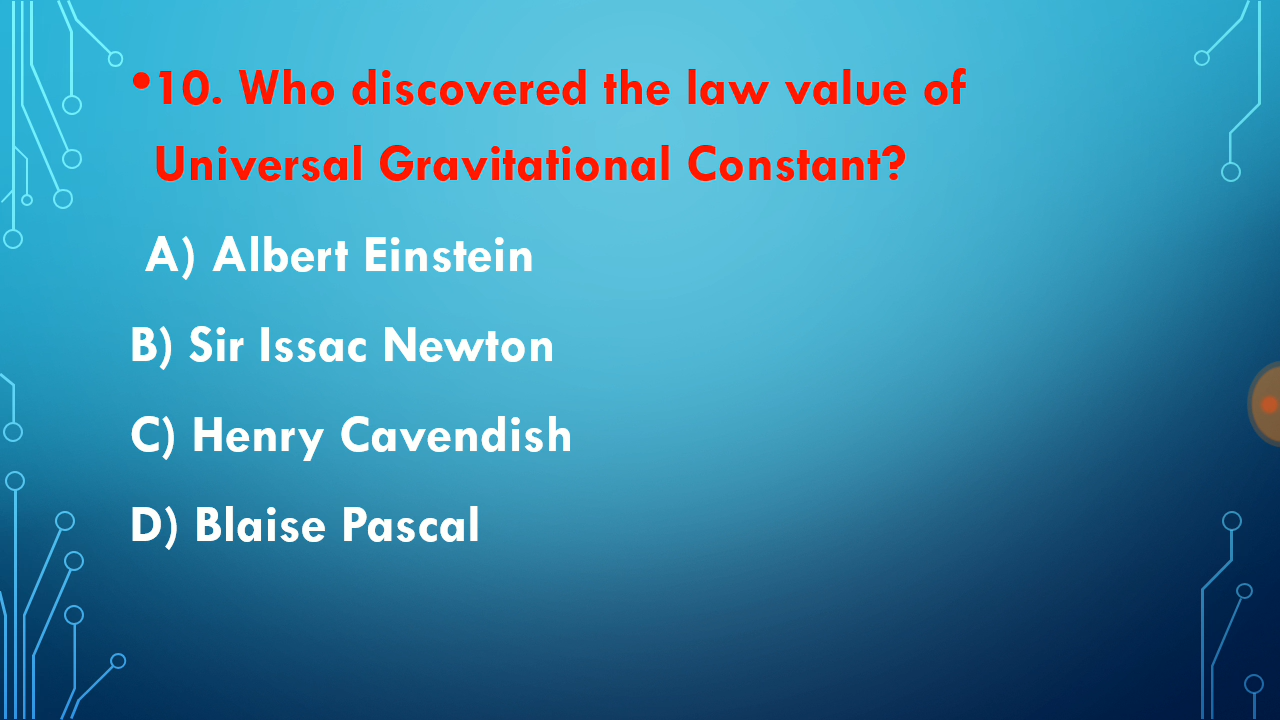 •10. Who discovered the law value of
Universal Gravitational Constant?
A) Albert Einstein
B) Sir Issac Newton
C) Henry Cavendish
D) Blaise Pascal